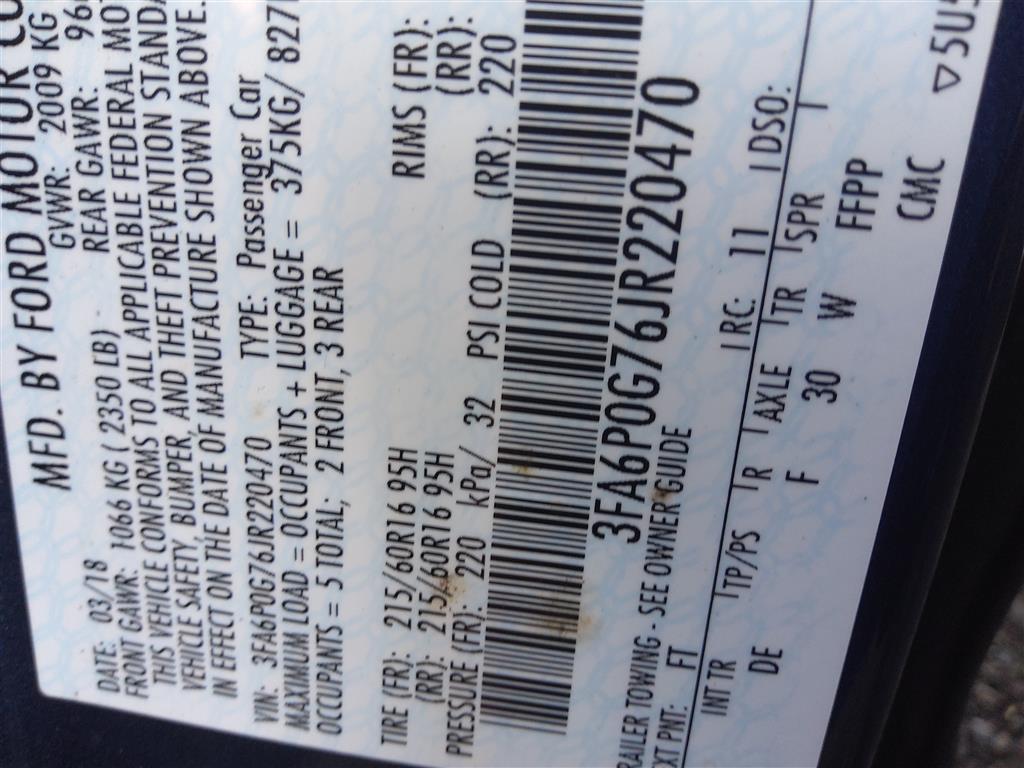 MFD. BY FORD MOTOR CO
DATE: 03/18 GVWR: 2009 KG
FRONT GAWR: 1066 KG ( 2350 LB) REAR GAWR: 96
THIS VEHICLE CONFORMS TO ALL APPLICABLE FEDERAL MO
VEHICLE SAFETY, BUMPER, AND THEFT PREVENTION STANDA
IN EFFECT ON THE DATE OF MANUFACTURE SHOWN ABOVE.
VIN: 3FA6P0G76JR220470 TYPE: Passenger Car
MAXIMUM LOAD = OCCUPANTS + LUGGAGE = 375KG/ 827
OCCUPANTS = 5 TOTAL; 2 FRONT, 3 REAR
TIRE (FR): 215/60R16 95H RIMS (FR):
(RR): 215/60R16 95H (RR):
PRESSURE (FR): 220 kPa/ 32 PSI COLD (RR): 220
3FA6P0G76JR220470
RAILER TOWING - SEE OWNER GUIDE
XT PNT: FT RC: 11 DSO:
INT TR TP/PS R AXLE TR SPR
DE F 30 W FFPP
CMC
▽5U5